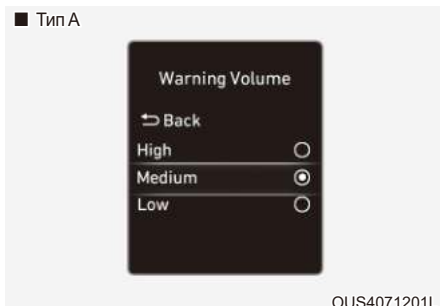 ■ Тип А
Warning Volume
Back
High
Medium
Low
OUS4071201L